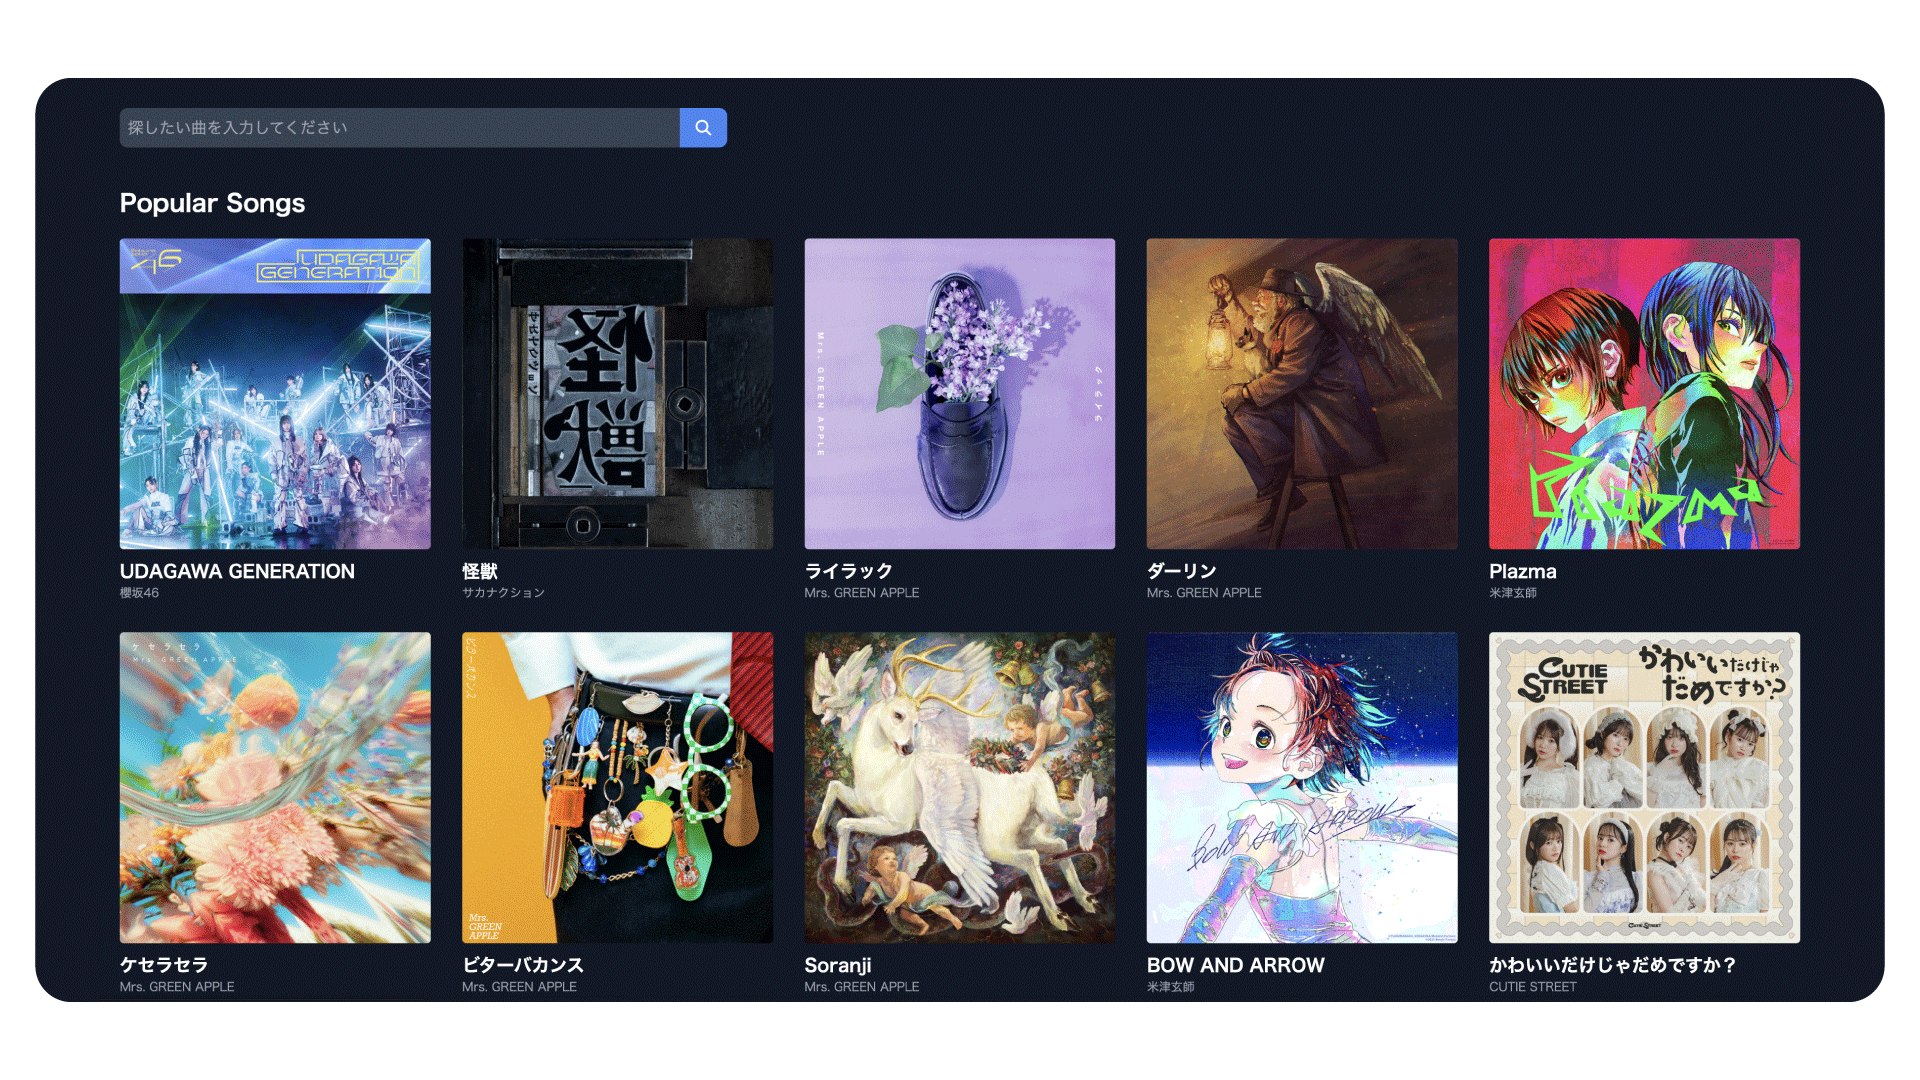 探したい曲を入力してください
Popular Songs
46
UDAGAWA
GENERATION
怪獣
サカナクション
Mrs. GREEN APPLE
ライラック
Plazma
UDAGAWA GENERATION
怪獣
ライラック
ダーリン
Plazma
櫻坂46
サカナクション
Mrs. GREEN APPLE
Mrs. GREEN APPLE
米津玄師
ケセラセラ
Mrs. GREEN APPLE
ビターバカンス
Mrs.
GREEN
APPLE
BOW AND ARROW
CUTIE
STREET
かわいいだけじゃ
だめですか?
CUTIE STREET
ケセラセラ
ビターバカンス
Soranji
BOW AND ARROW
かわいいだけじゃだめですか？
Mrs. GREEN APPLE
Mrs. GREEN APPLE
Mrs. GREEN APPLE
米津玄師
CUTIE STREET